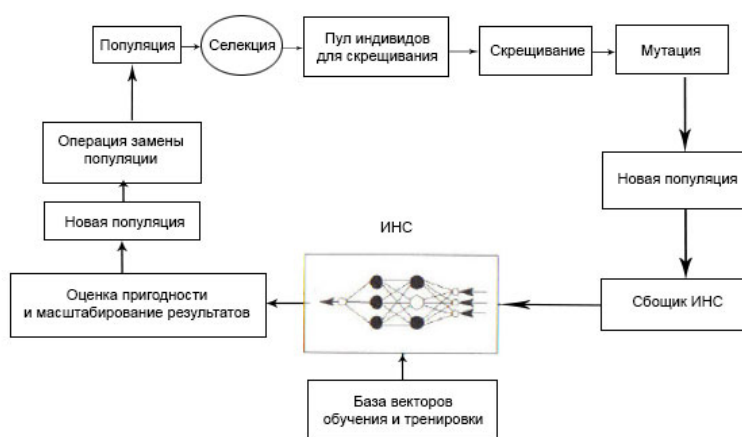 Популяция
Селекция
Пул индивидов
для скрещивания
Скрещивание
Мутация
Операция замены
популяции
Новая популяция
Новая популяция
ИНС
Оценка пригодности
и масштабирование результатов
Сбощик ИНС
База векторов
обучения и тренировки